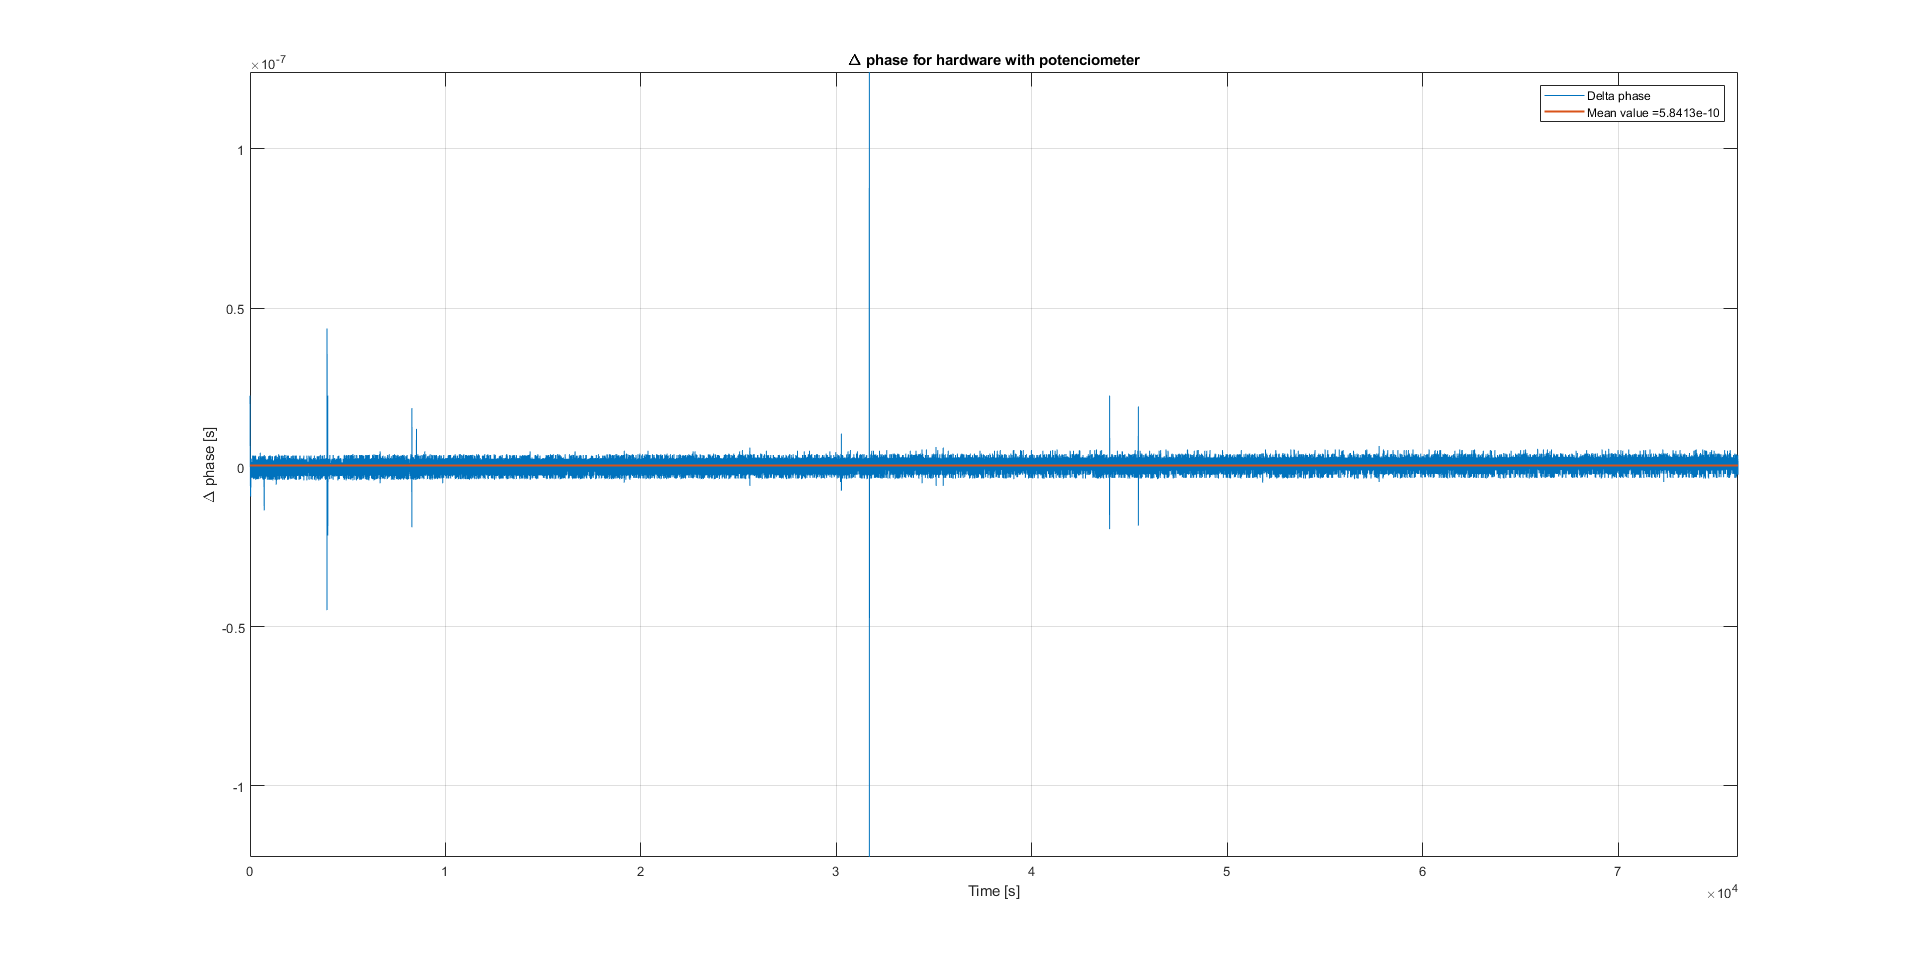 Δ phase for hardware with potenciometer
×10^-7
Delta phase
Mean value =5.8413e-10
1
0.5
0
-0.5
-1
Δ phase [s]
0 1 2 3 4 5 6 7
Time [s]
×10^4